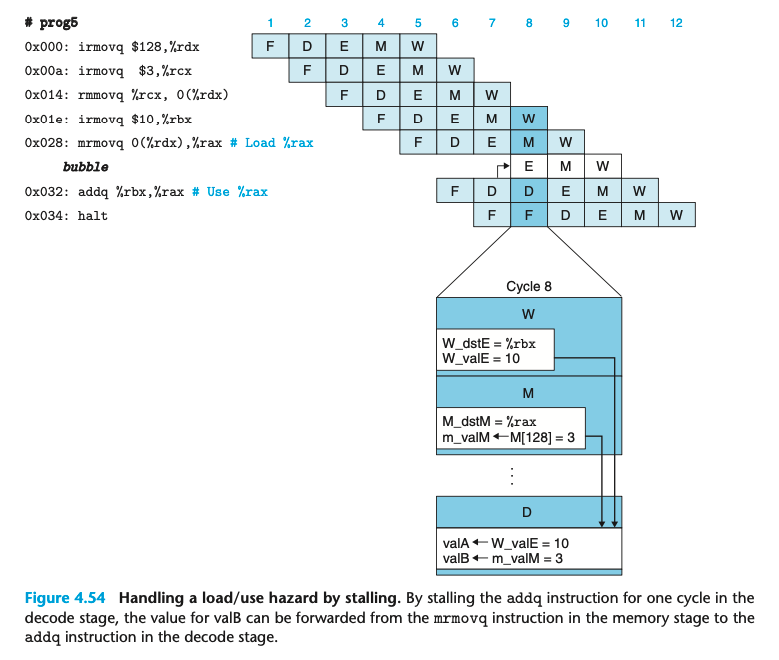 # prog5 1 2 3 4 5 6 7 8 9 10 11 12
0x000: irmovq $128,%rdx F D E M W
0x00a: irmovq $3,%rcx F D E M W
0x014: rmmovq %rcx, 0(%rdx) F D E M W
0x01e: irmovq $10,%rbx F D E M W
0x028: mrmovq 0(%rdx),%rax # Load %rax F D E M W
bubble E M W
0x032: addq %rbx,%rax # Use %rax F D D E M W
0x034: halt F F D E M W
Cycle 8
W
W_dstE = %rbx
W_valE = 10
M
M_dstM = %rax
m_valM ← M[128] = 3
⋮
D
valA ← W_valE = 10
valB ← m_valM = 3
Figure 4.54 Handling a load/use hazard by stalling. By stalling the addq instruction for one cycle in the
decode stage, the value for valB can be forwarded from the mrmovq instruction in the memory stage to the
addq instruction in the decode stage.